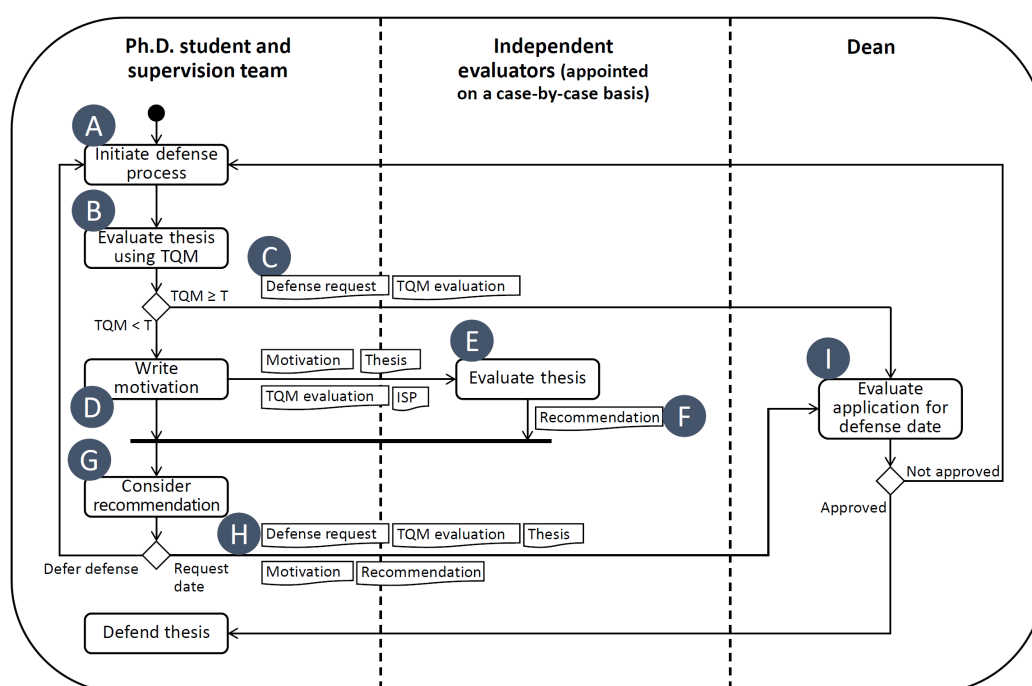 Ph.D. student and
supervision team
Independent
evaluators (appointed
on a case-by-case basis)
Dean
A
Initiate defense
process
B
Evaluate thesis
using TQM
C
Defense request
TQM evaluation
TQM ≥ T
TQM < T
Write
motivation
D
Motivation
Thesis
TQM evaluation
ISP
E
Evaluate thesis
Recommendation
F
I
Evaluate
application for
defense date
Not approved
Approved
G
Consider
recommendation
H
Defense request
TQM evaluation
Thesis
Defer defense
Request
date
Motivation
Recommendation
Defend thesis